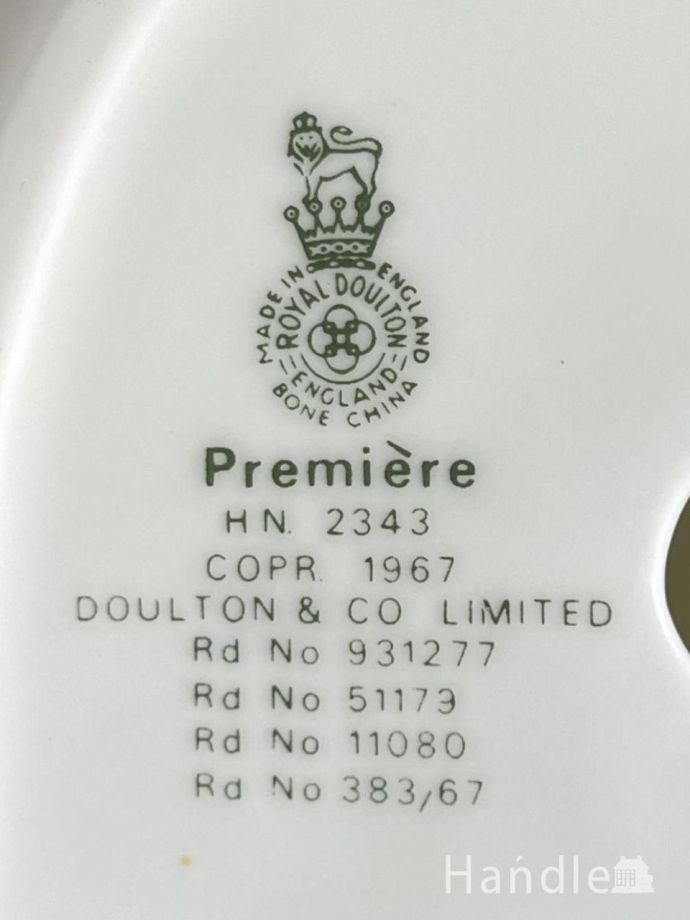 MADE IN ENGLAND
ROYAL DOULTON
ENGLAND
BONE CHINA
Première
HN. 2343
COPR. 1967
DOULTON & CO LIMITED
Rd No 931277
Rd No 51179
Rd No 11080
Rd No 383/67
Hańdle